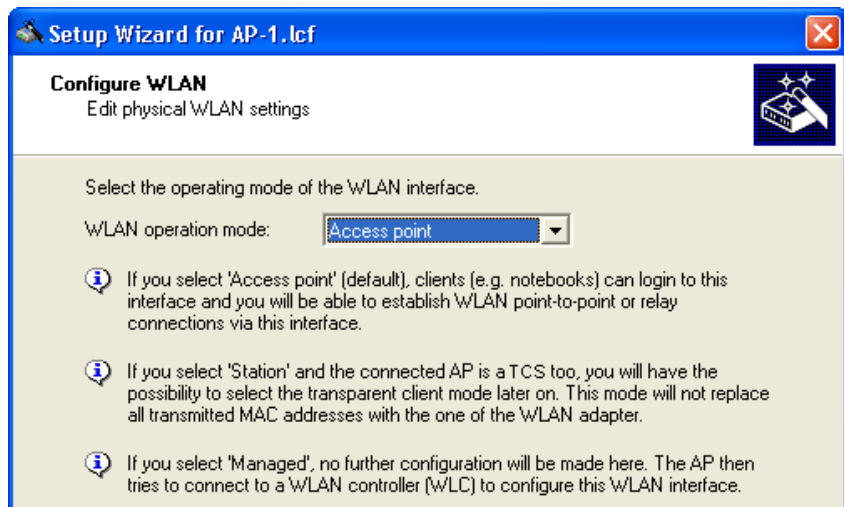 Setup Wizard for AP-1.lcf
Configure WLAN
Edit physical WLAN settings
Select the operating mode of the WLAN interface.
WLAN operation mode: Access point
If you select 'Access point' (default), clients (e.g. notebooks) can login to this
interface and you will be able to establish WLAN point-to-point or relay
connections via this interface.
If you select 'Station' and the connected AP is a TCS too, you will have the
possibility to select the transparent client mode later on. This mode will not replace
all transmitted MAC addresses with the one of the WLAN adapter.
If you select 'Managed', no further configuration will be made here. The AP then
tries to connect to a WLAN controller (WLC) to configure this WLAN interface.